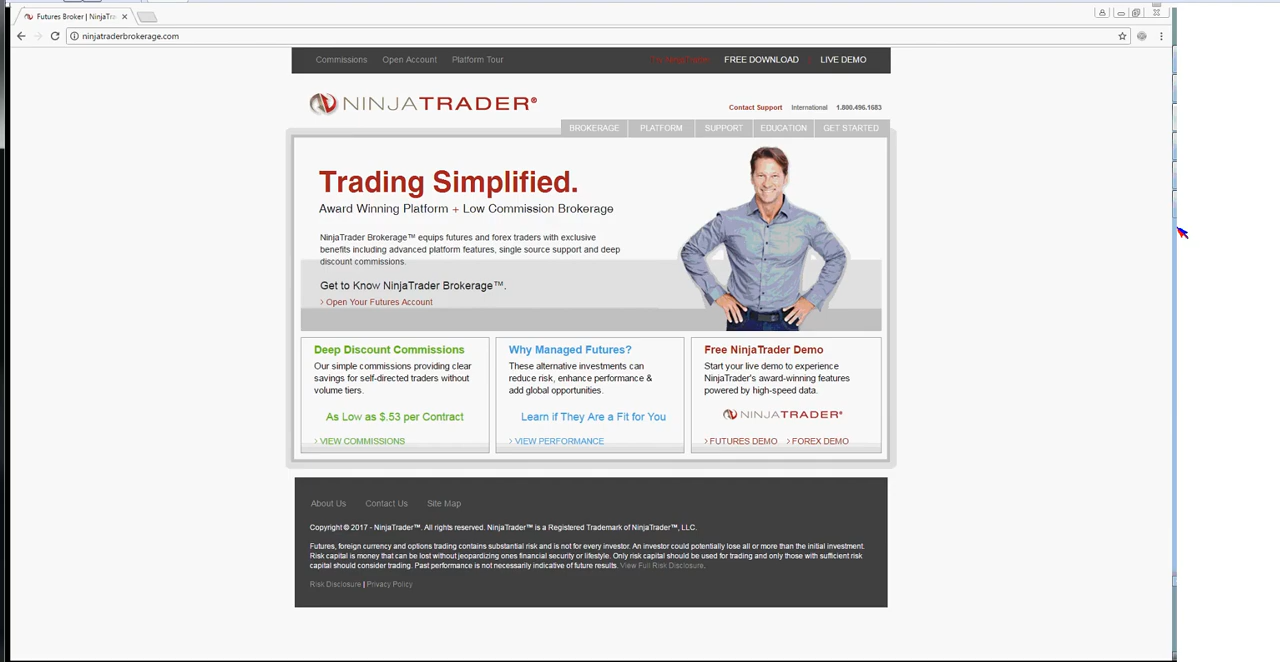 Futures Broker | NinjaTr
ninjatraderbrokerage.com
Commissions Open Account Platform Tour FREE DOWNLOAD LIVE DEMO
NINJATRADER®
Contact Support International 1.800.496.1683
BROKERAGE PLATFORM SUPPORT EDUCATION GET STARTED
Trading Simplified.
Award Winning Platform + Low Commission Brokerage
NinjaTrader Brokerage™ equips futures and forex traders with exclusive
benefits including advanced platform features, single source support and deep
discount commissions.
Get to Know NinjaTrader Brokerage™.
› Open Your Futures Account
Deep Discount Commissions
Our simple commissions providing clear
savings for self-directed traders without
volume tiers.
As Low as $.53 per Contract
› VIEW COMMISSIONS
Why Managed Futures?
These alternative investments can
reduce risk, enhance performance &
add global opportunities.
Learn if They Are a Fit for You
› VIEW PERFORMANCE
Free NinjaTrader Demo
Start your live demo to experience
NinjaTrader's award-winning features
powered by high-speed data.
NINJATRADER®
› FUTURES DEMO › FOREX DEMO
About Us Contact Us Site Map
Copyright © 2017 - NinjaTrader™. All rights reserved. NinjaTrader™ is a Registered Trademark of NinjaTrader™, LLC.
Futures, foreign currency and options trading contains substantial risk and is not for every investor. An investor could potentially lose all or more than the initial investment.
Risk capital is money that can be lost without jeopardizing ones financial security or lifestyle. Only risk capital should be used for trading and only those with sufficient risk
capital should consider trading. Past performance is not necessarily indicative of future results. View Full Risk Disclosure.
Risk Disclosure | Privacy Policy